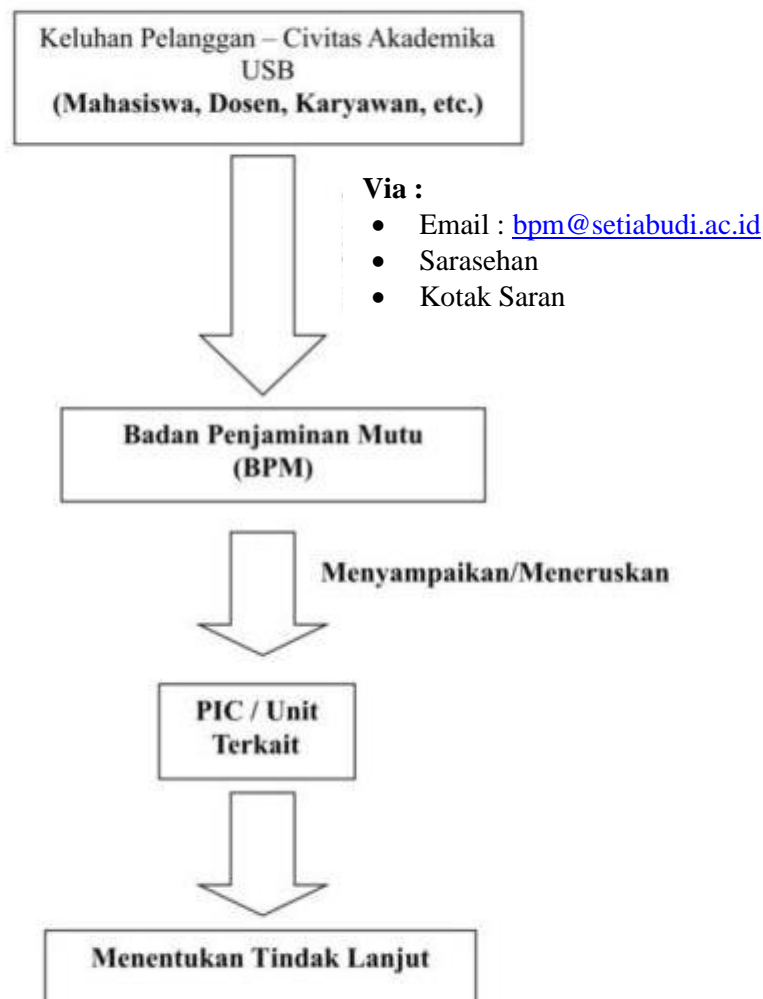 Keluhan Pelanggan – Civitas Akademika
USB
(Mahasiswa, Dosen, Karyawan, etc.)
Via :
• Email : bpm@setiabudi.ac.id
• Sarasehan
• Kotak Saran
Badan Penjaminan Mutu
(BPM)
Menyampaikan/Meneruskan
PIC / Unit
Terkait
Menentukan Tindak Lanjut